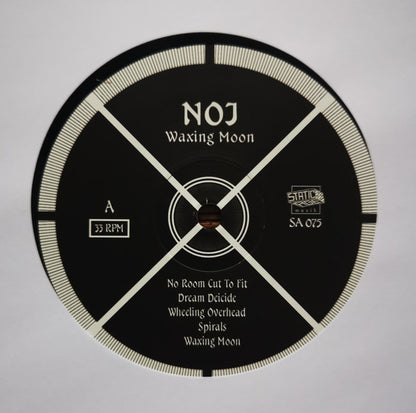 NOJ
Waxing Moon
A
33 RPM
STATIC
muzik
SA 075
No Room Cut To Fit
Dream Deicide
Wheeling Overhead
Spirals
Waxing Moon